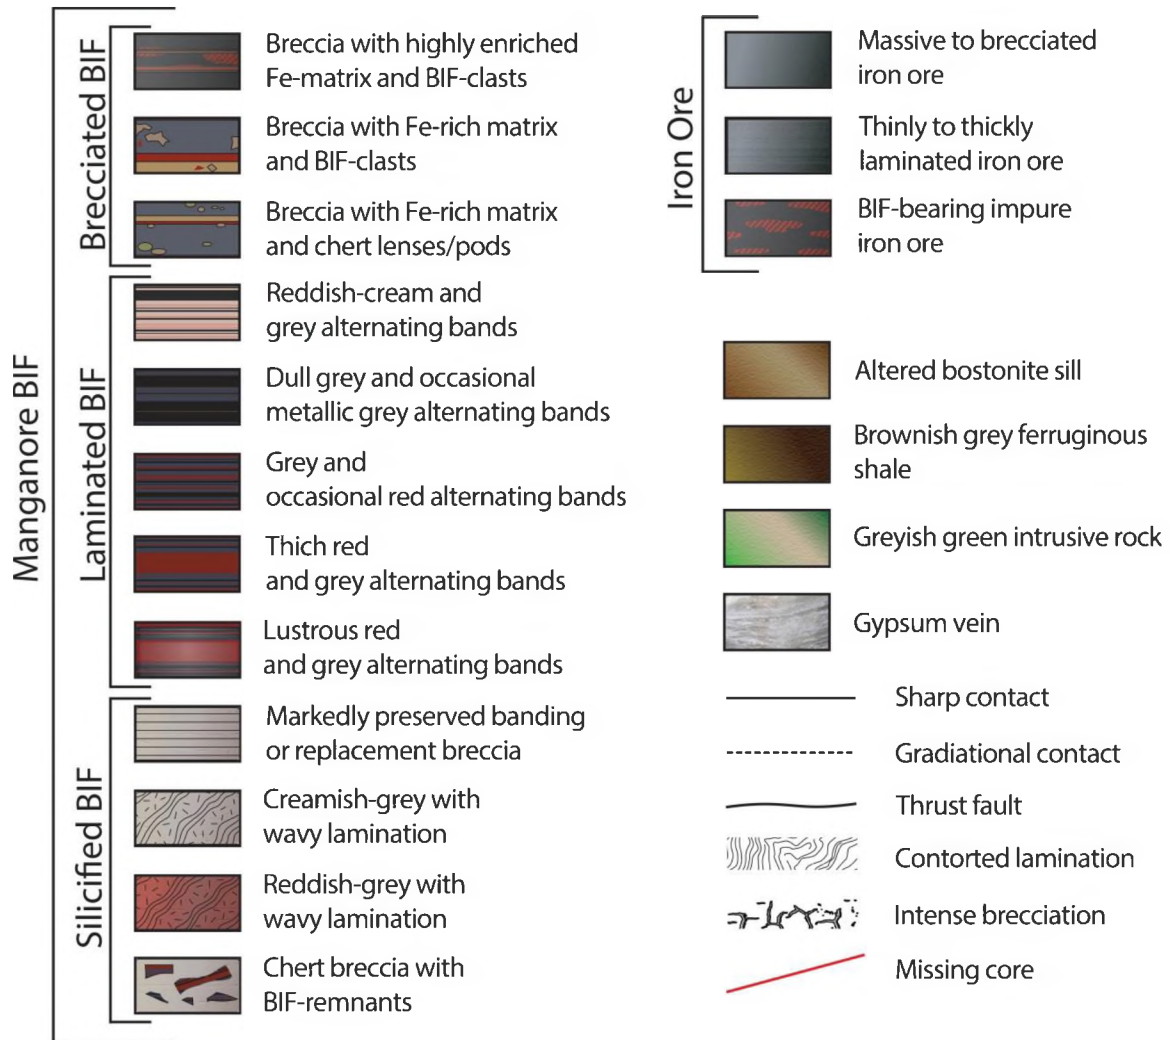 Manganore BIF
Brecciated BIF
Breccia with highly enriched
Fe-matrix and BIF-clasts
Breccia with Fe-rich matrix
and BIF-clasts
Breccia with Fe-rich matrix
and chert lenses/pods
Laminated BIF
Reddish-cream and
grey alternating bands
Dull grey and occasional
metallic grey alternating bands
Grey and
occasional red alternating bands
Thich red
and grey alternating bands
Lustrous red
and grey alternating bands
Silicified BIF
Markedly preserved banding
or replacement breccia
Creamish-grey with
wavy lamination
Reddish-grey with
wavy lamination
Chert breccia with
BIF-remnants
Iron Ore
Massive to brecciated
iron ore
Thinly to thickly
laminated iron ore
BIF-bearing impure
iron ore
Altered bostonite sill
Brownish grey ferruginous
shale
Greyish green intrusive rock
Gypsum vein
Sharp contact
Gradiational contact
Thrust fault
Contorted lamination
Intense brecciation
Missing core